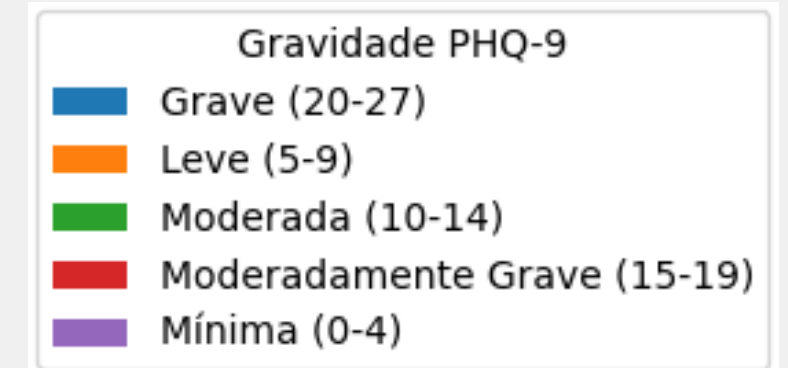 Gravidade PHQ-9
Grave (20-27)
Leve (5-9)
Moderada (10-14)
Moderadamente Grave (15-19)
Mínima (0-4)